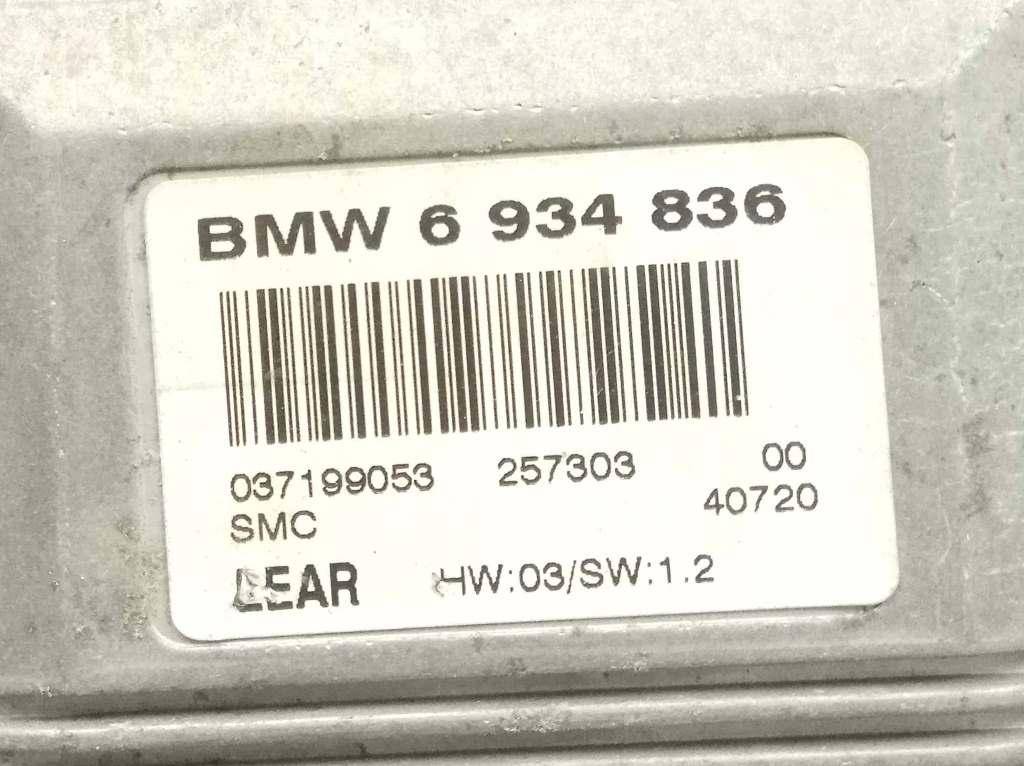 BMW 6 934 836
037199053 257303 00
SMC 40720
LEAR HW:03/SW:1.2